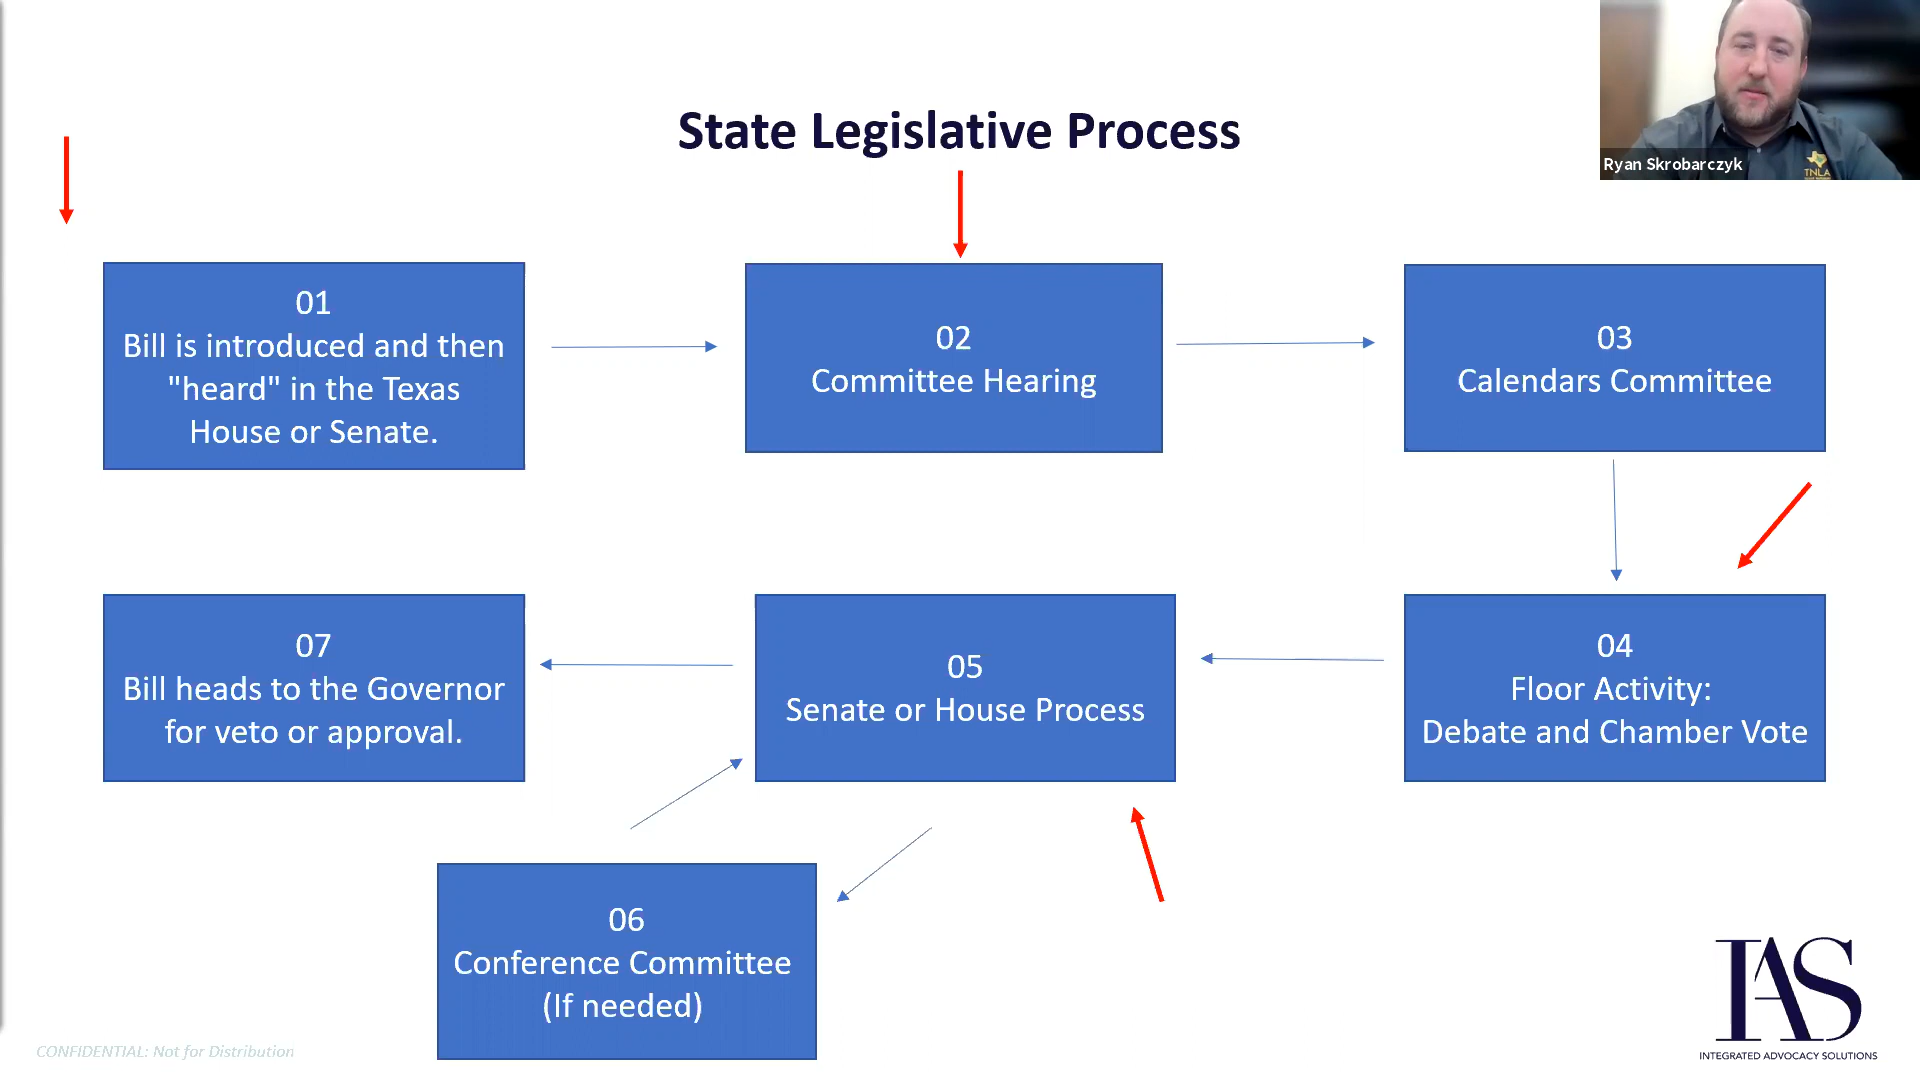 State Legislative Process
Ryan Skrobarczyk
TNLA
01
Bill is introduced and then
"heard" in the Texas
House or Senate.
02
Committee Hearing
03
Calendars Committee
07
Bill heads to the Governor
for veto or approval.
05
Senate or House Process
04
Floor Activity:
Debate and Chamber Vote
06
Conference Committee
(If needed)
CONFIDENTIAL: Not for Distribution
IAS
INTEGRATED ADVOCACY SOLUTIONS